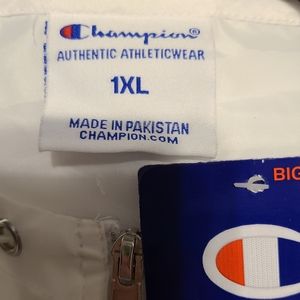 Champion®
AUTHENTIC ATHLETICWEAR
1XL
MADE IN PAKISTAN
CHAMPION.COM
BIG